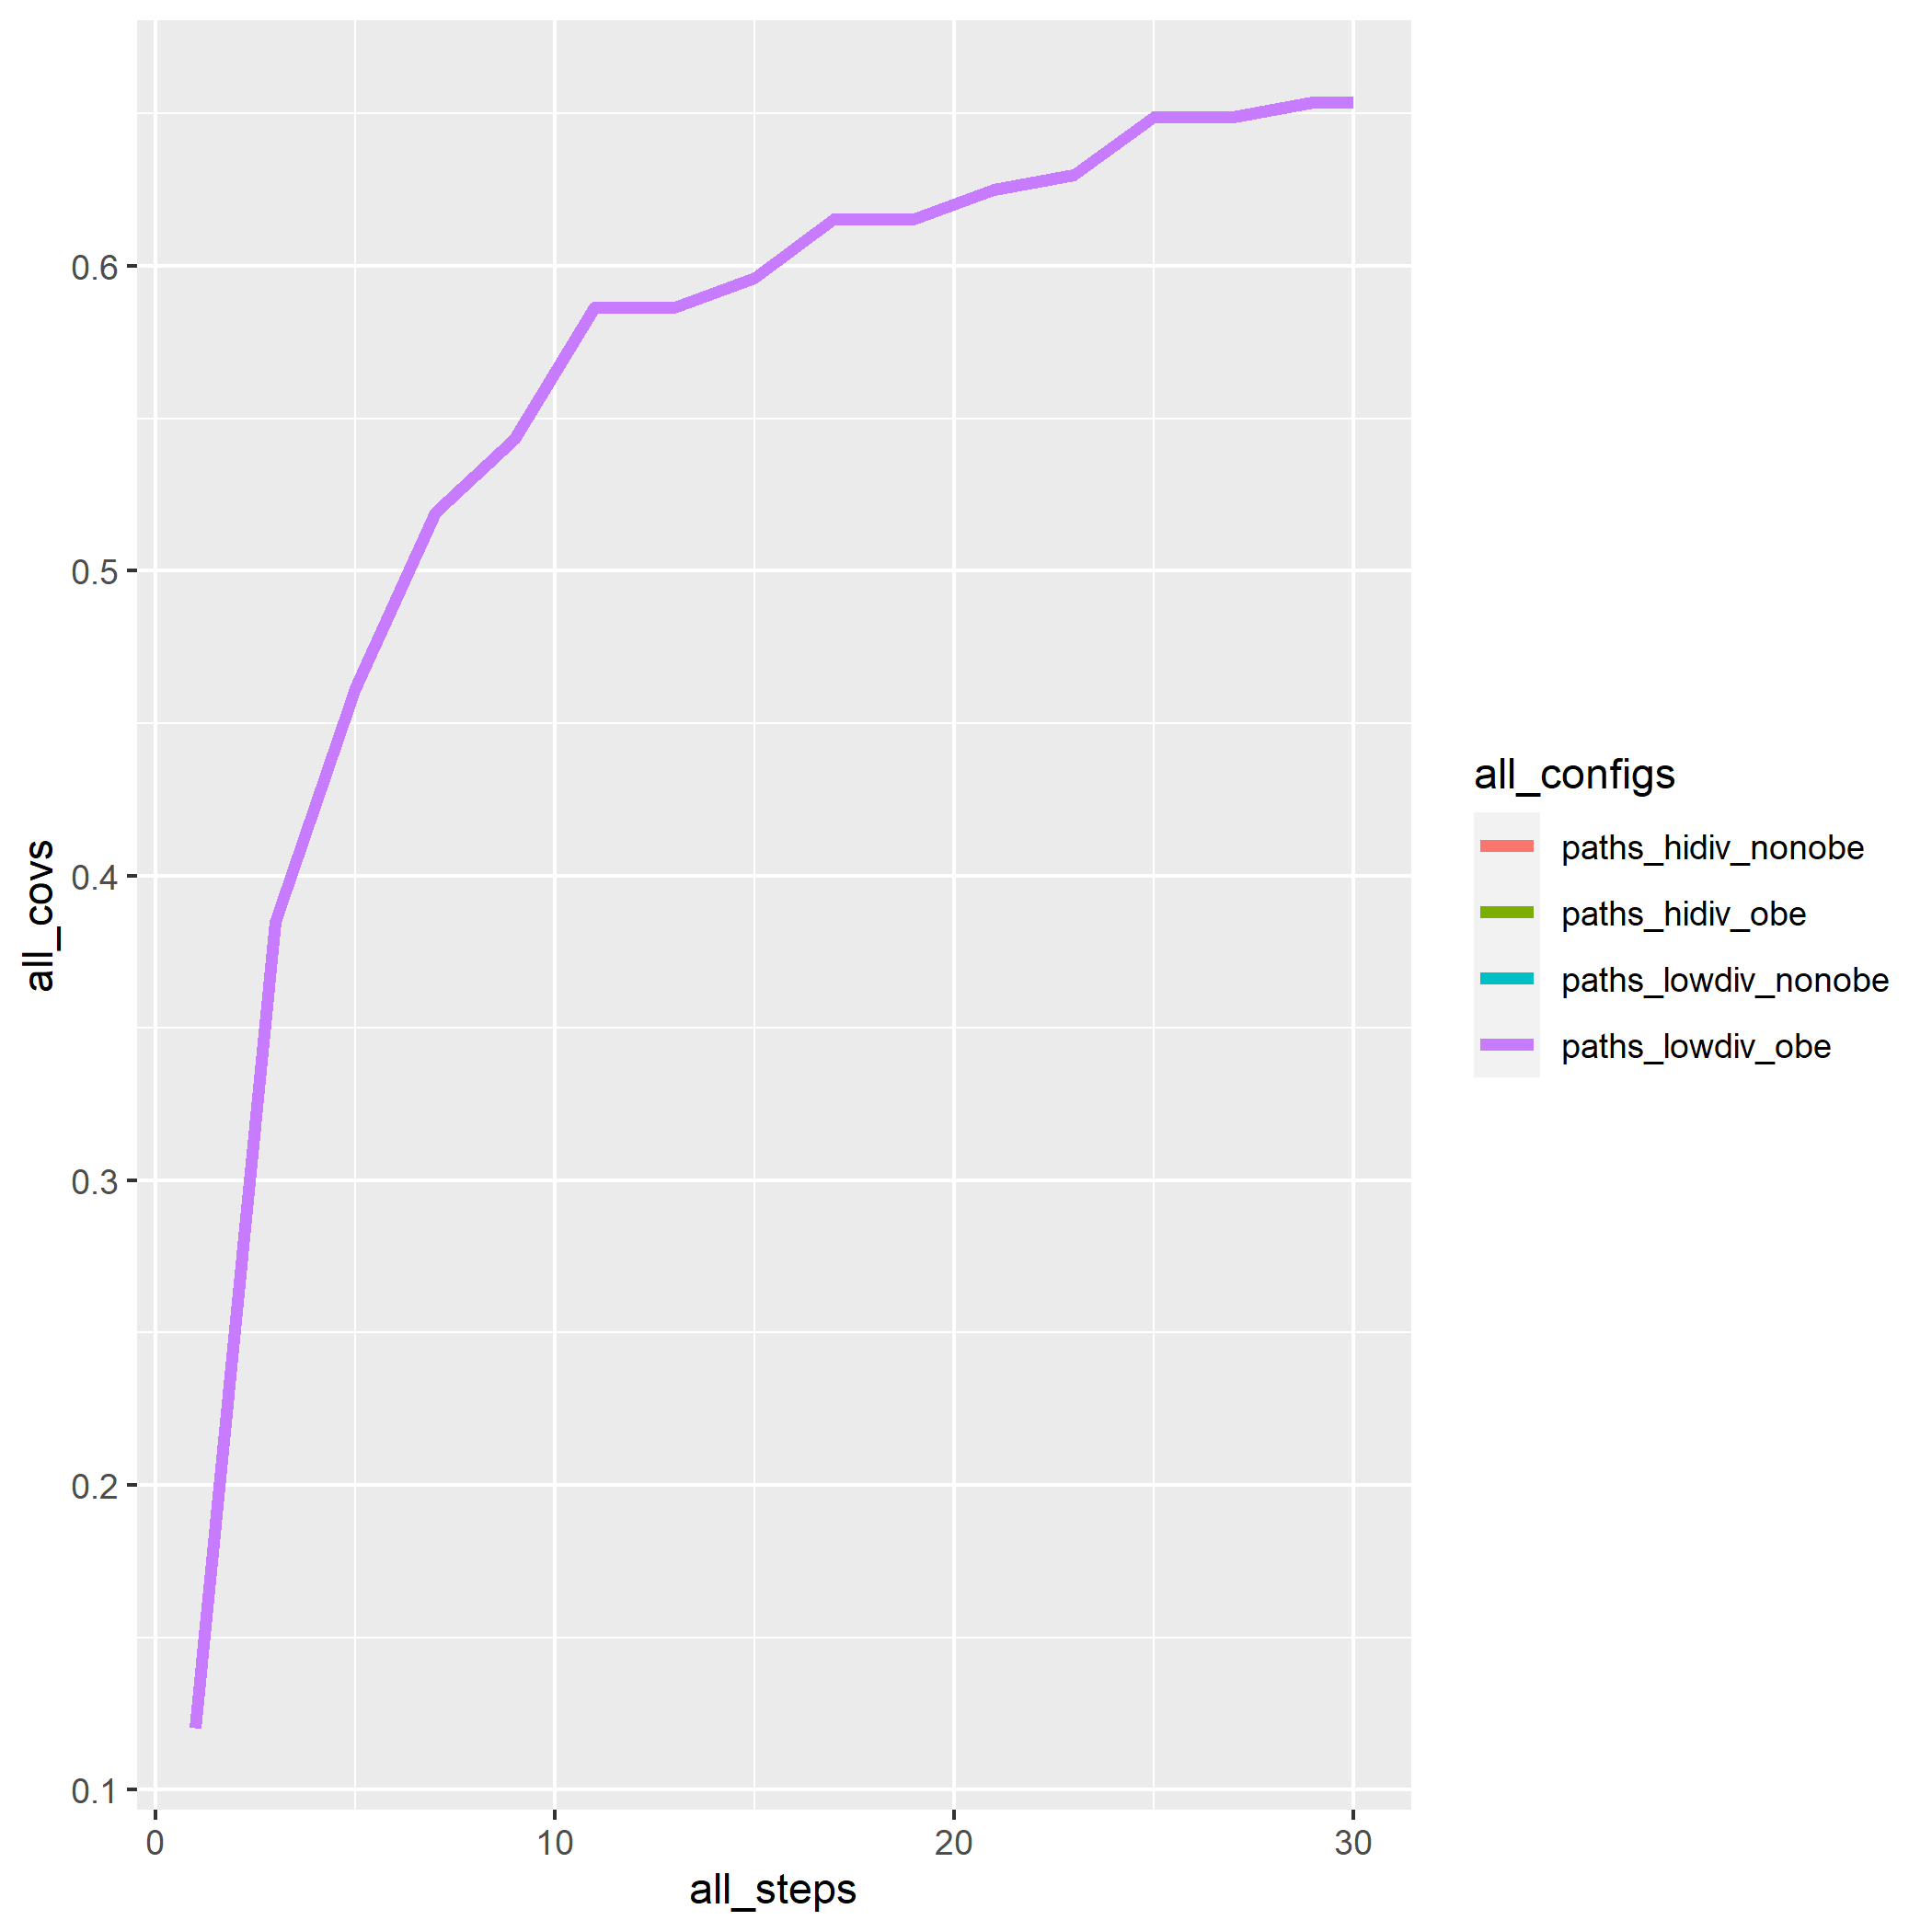 all_covs
0.6
0.5
0.4
0.3
0.2
0.1
0
10
20
30
all_steps
all_configs
paths_hidiv_nonobe
paths_hidiv_obe
paths_lowdiv_nonobe
paths_lowdiv_obe